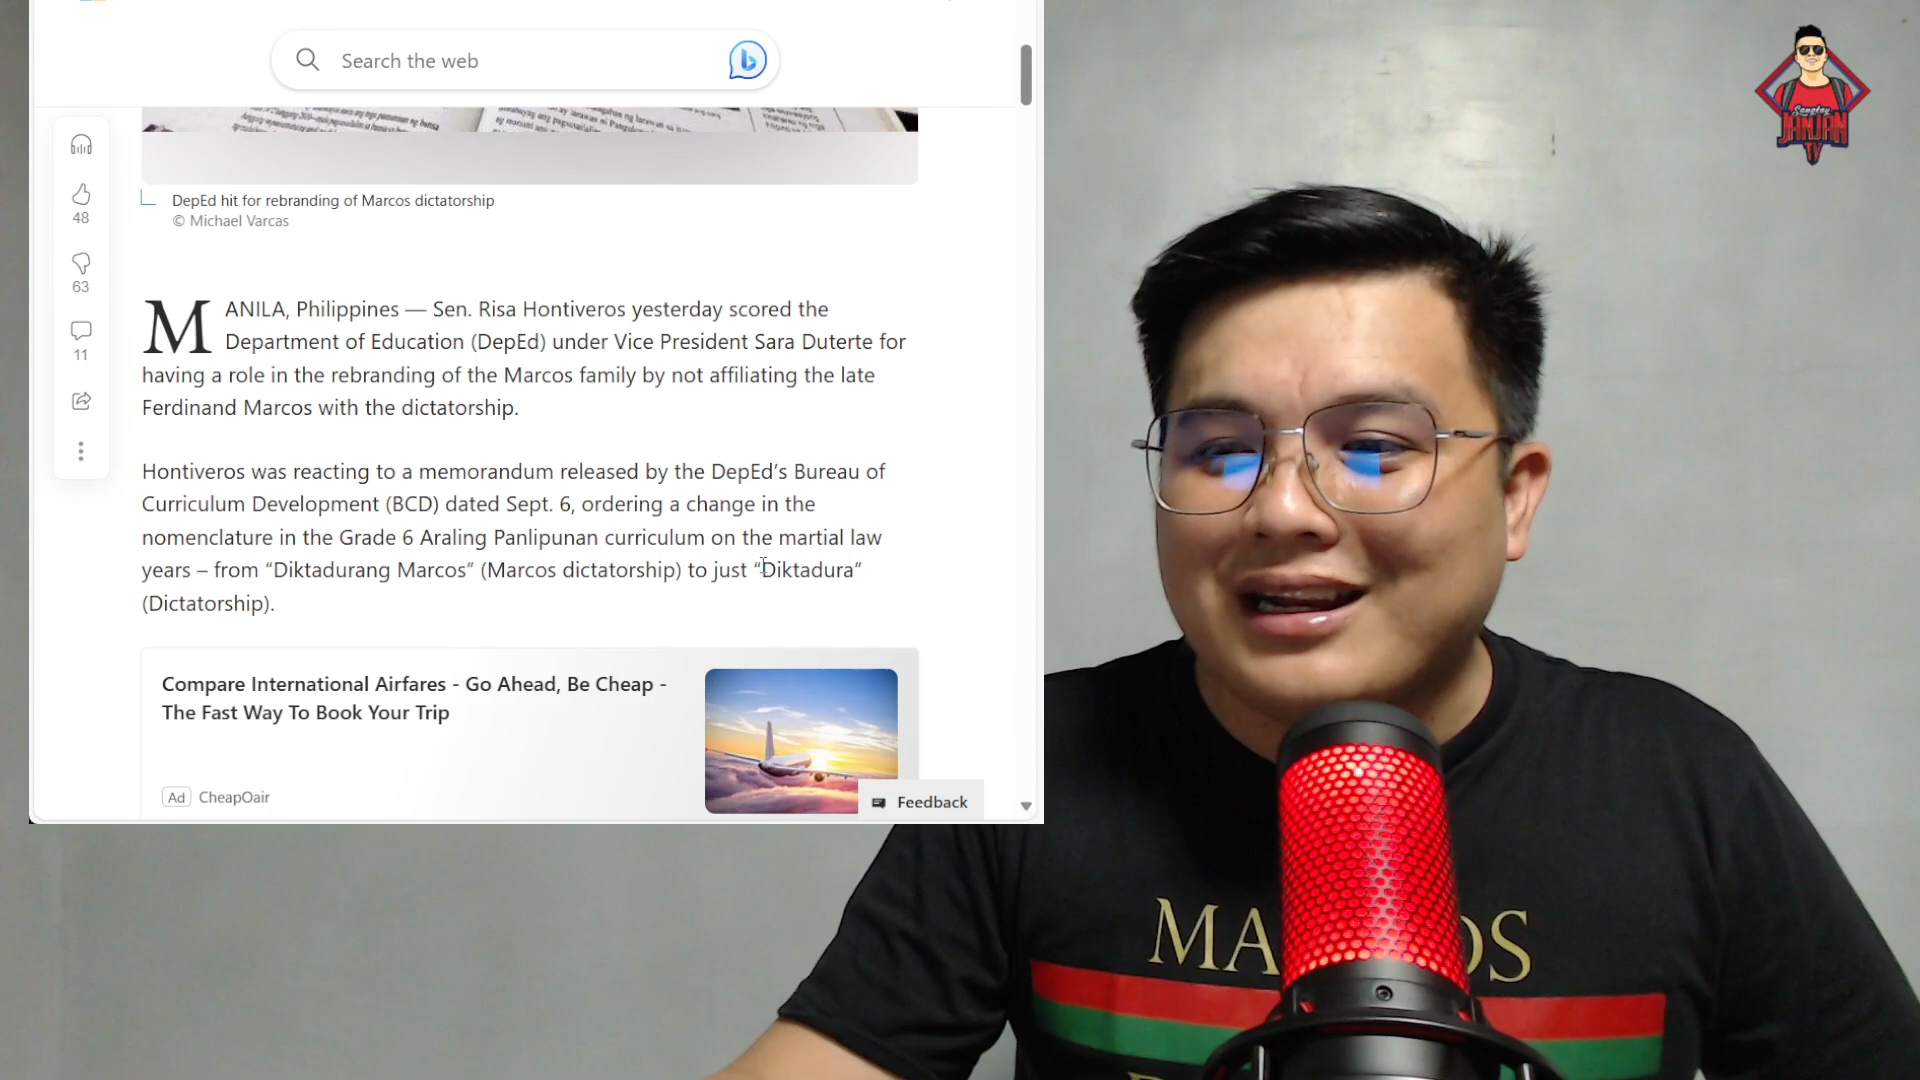 Search the web
DepEd hit for rebranding of Marcos dictatorship
© Michael Varcas
48
63
11
MANILA, Philippines — Sen. Risa Hontiveros yesterday scored the
Department of Education (DepEd) under Vice President Sara Duterte for
having a role in the rebranding of the Marcos family by not affiliating the late
Ferdinand Marcos with the dictatorship.
Hontiveros was reacting to a memorandum released by the DepEd’s Bureau of
Curriculum Development (BCD) dated Sept. 6, ordering a change in the
nomenclature in the Grade 6 Araling Panlipunan curriculum on the martial law
years – from “Diktadurang Marcos” (Marcos dictatorship) to just “Diktadura”
(Dictatorship).
Compare International Airfares - Go Ahead, Be Cheap -
The Fast Way To Book Your Trip
Ad CheapOair
Feedback
Sangkay
JANJAN
TV
MA OS